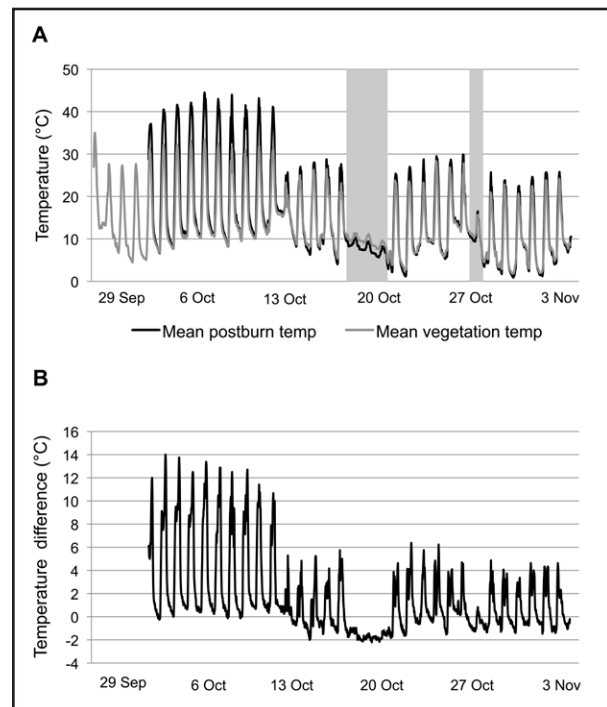 A
50
40
30
20
10
0
Temperature (°C)
29 Sep 6 Oct 13 Oct 20 Oct 27 Oct 3 Nov
Mean postburn temp Mean vegetation temp
B
16
14
12
10
8
6
4
2
0
-2
-4
Temperature difference (°C)
29 Sep 6 Oct 13 Oct 20 Oct 27 Oct 3 Nov